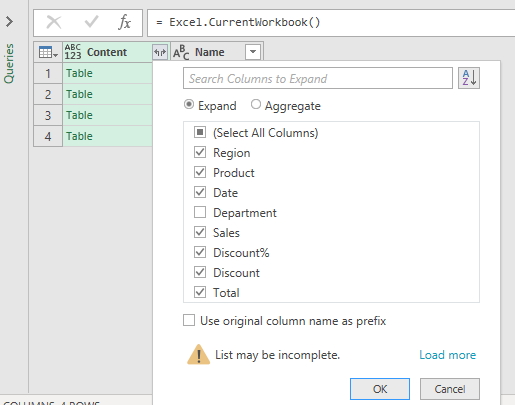 = Excel.CurrentWorkbook()
Queries
ABC 123 Content
ABC Name
1 Table
2 Table
3 Table
4 Table
Search Columns to Expand
AZ
Expand Aggregate
(Select All Columns)
Region
Product
Date
Department
Sales
Discount%
Discount
Total
Use original column name as prefix
List may be incomplete. Load more
OK Cancel
COLUMNS, 4 ROWS